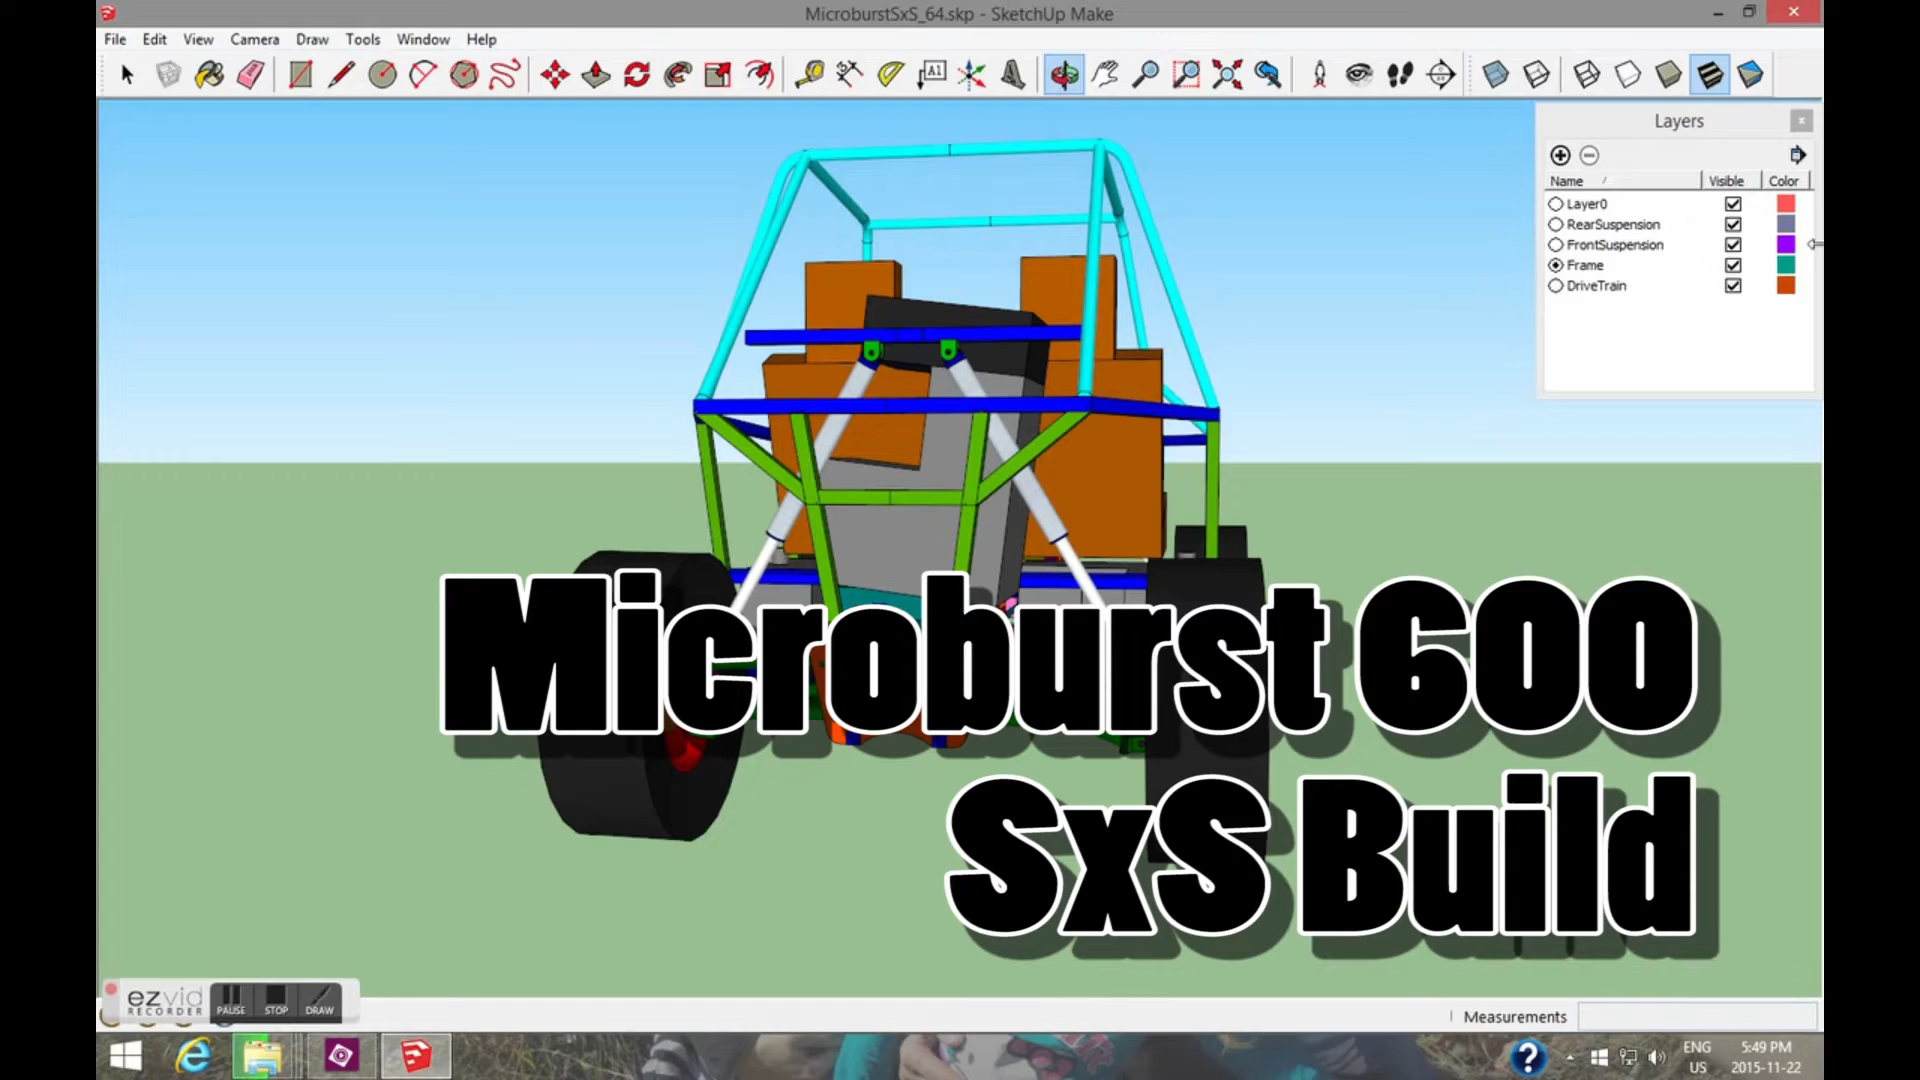 MicroburstSxS_64.skp - SketchUp Make
File Edit View Camera Draw Tools Window Help
A1
Layers
Name Visible Color
Layer0
RearSuspension
FrontSuspension
Frame
DriveTrain
Microburst 600
SxS Build
ezvid
RECORDER
PAUSE STOP DRAW
Measurements
ENG
US
5:49 PM
2015-11-22